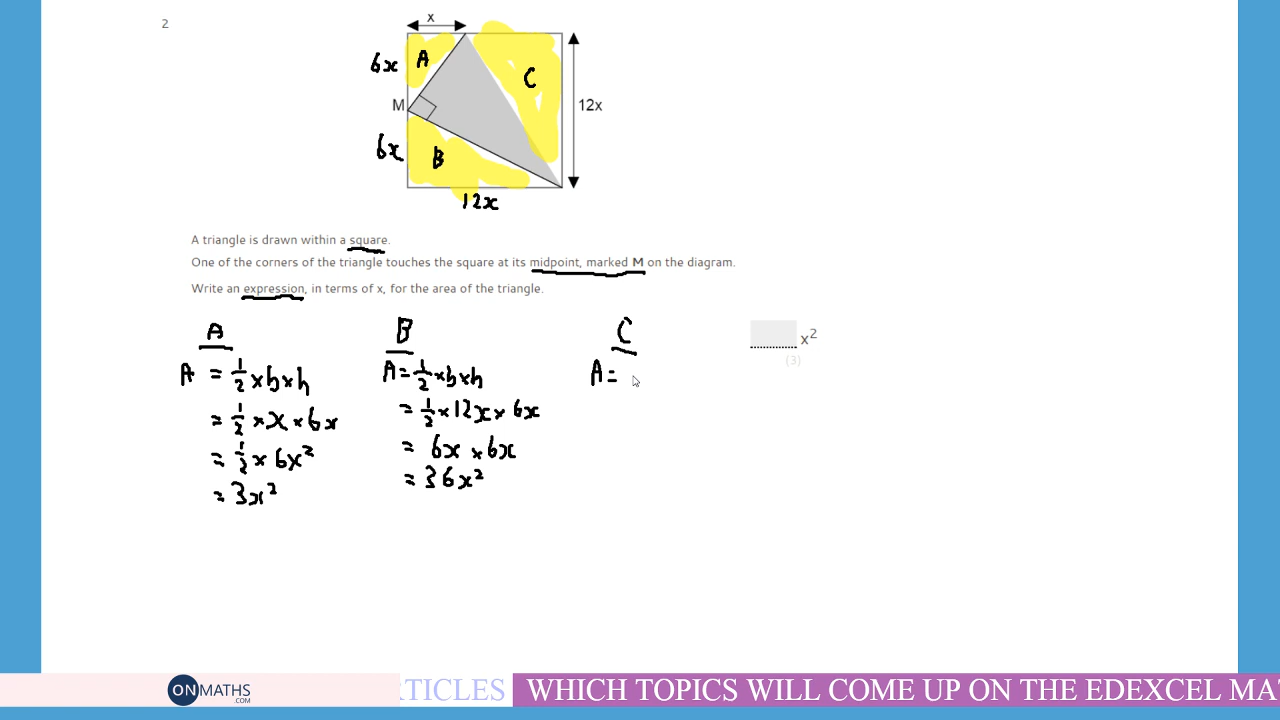 2
x
6x
A
C
M
12x
6x
B
12x
A triangle is drawn within a square.
One of the corners of the triangle touches the square at its midpoint, marked M on the diagram.
Write an expression, in terms of x, for the area of the triangle.
A
A = 1/2 × b × h
= 1/2 × x × 6x
= 1/2 × 6x²
= 3x²
B
A = 1/2 × b × h
= 1/2 × 12x × 6x
= 6x × 6x
= 36x²
C
A =
x²
(3)
ONMATHS
.COM
RTICLES WHICH TOPICS WILL COME UP ON THE EDEXCEL MA